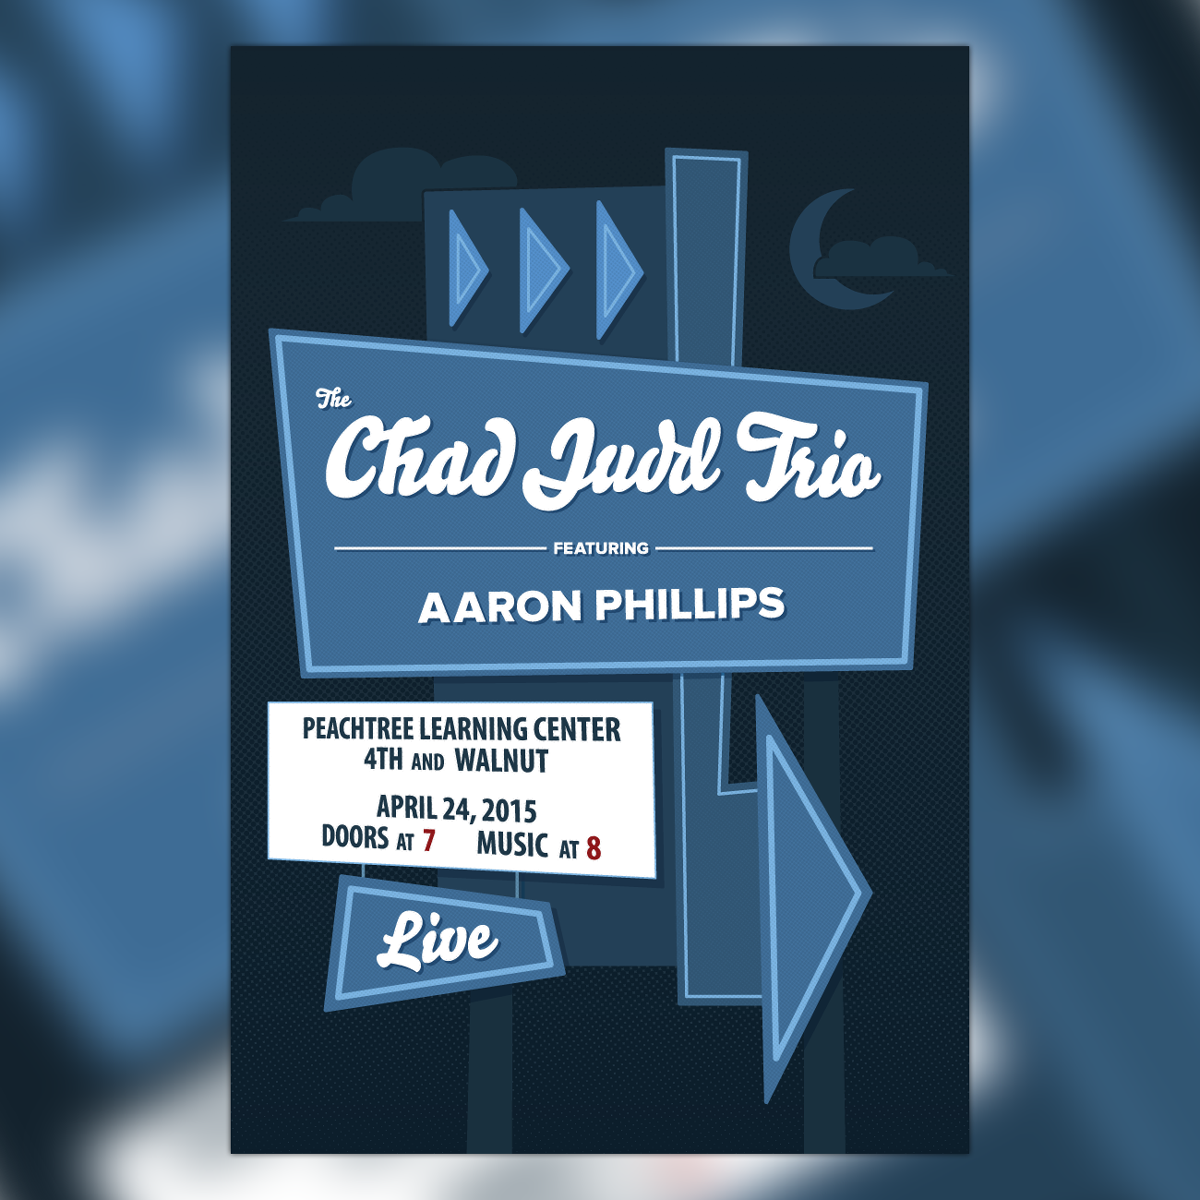 The
Chad Judd Trio
FEATURING
AARON PHILLIPS
PEACHTREE LEARNING CENTER
4TH AND WALNUT
APRIL 24, 2015
DOORS AT 7 MUSIC AT 8
Live